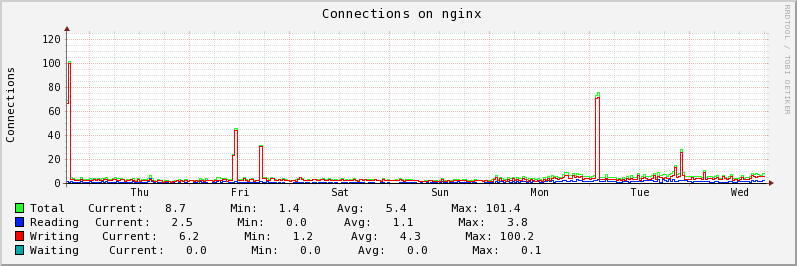 Connections on nginx
RRDTOOL / TOBI OETIKER
Connections
120
100
80
60
40
20
0
Thu Fri Sat Sun Mon Tue Wed
Total Current: 8.7 Min: 1.4 Avg: 5.4 Max: 101.4
Reading Current: 2.5 Min: 0.0 Avg: 1.1 Max: 3.8
Writing Current: 6.2 Min: 1.2 Avg: 4.3 Max: 100.2
Waiting Current: 0.0 Min: 0.0 Avg: 0.0 Max: 0.1